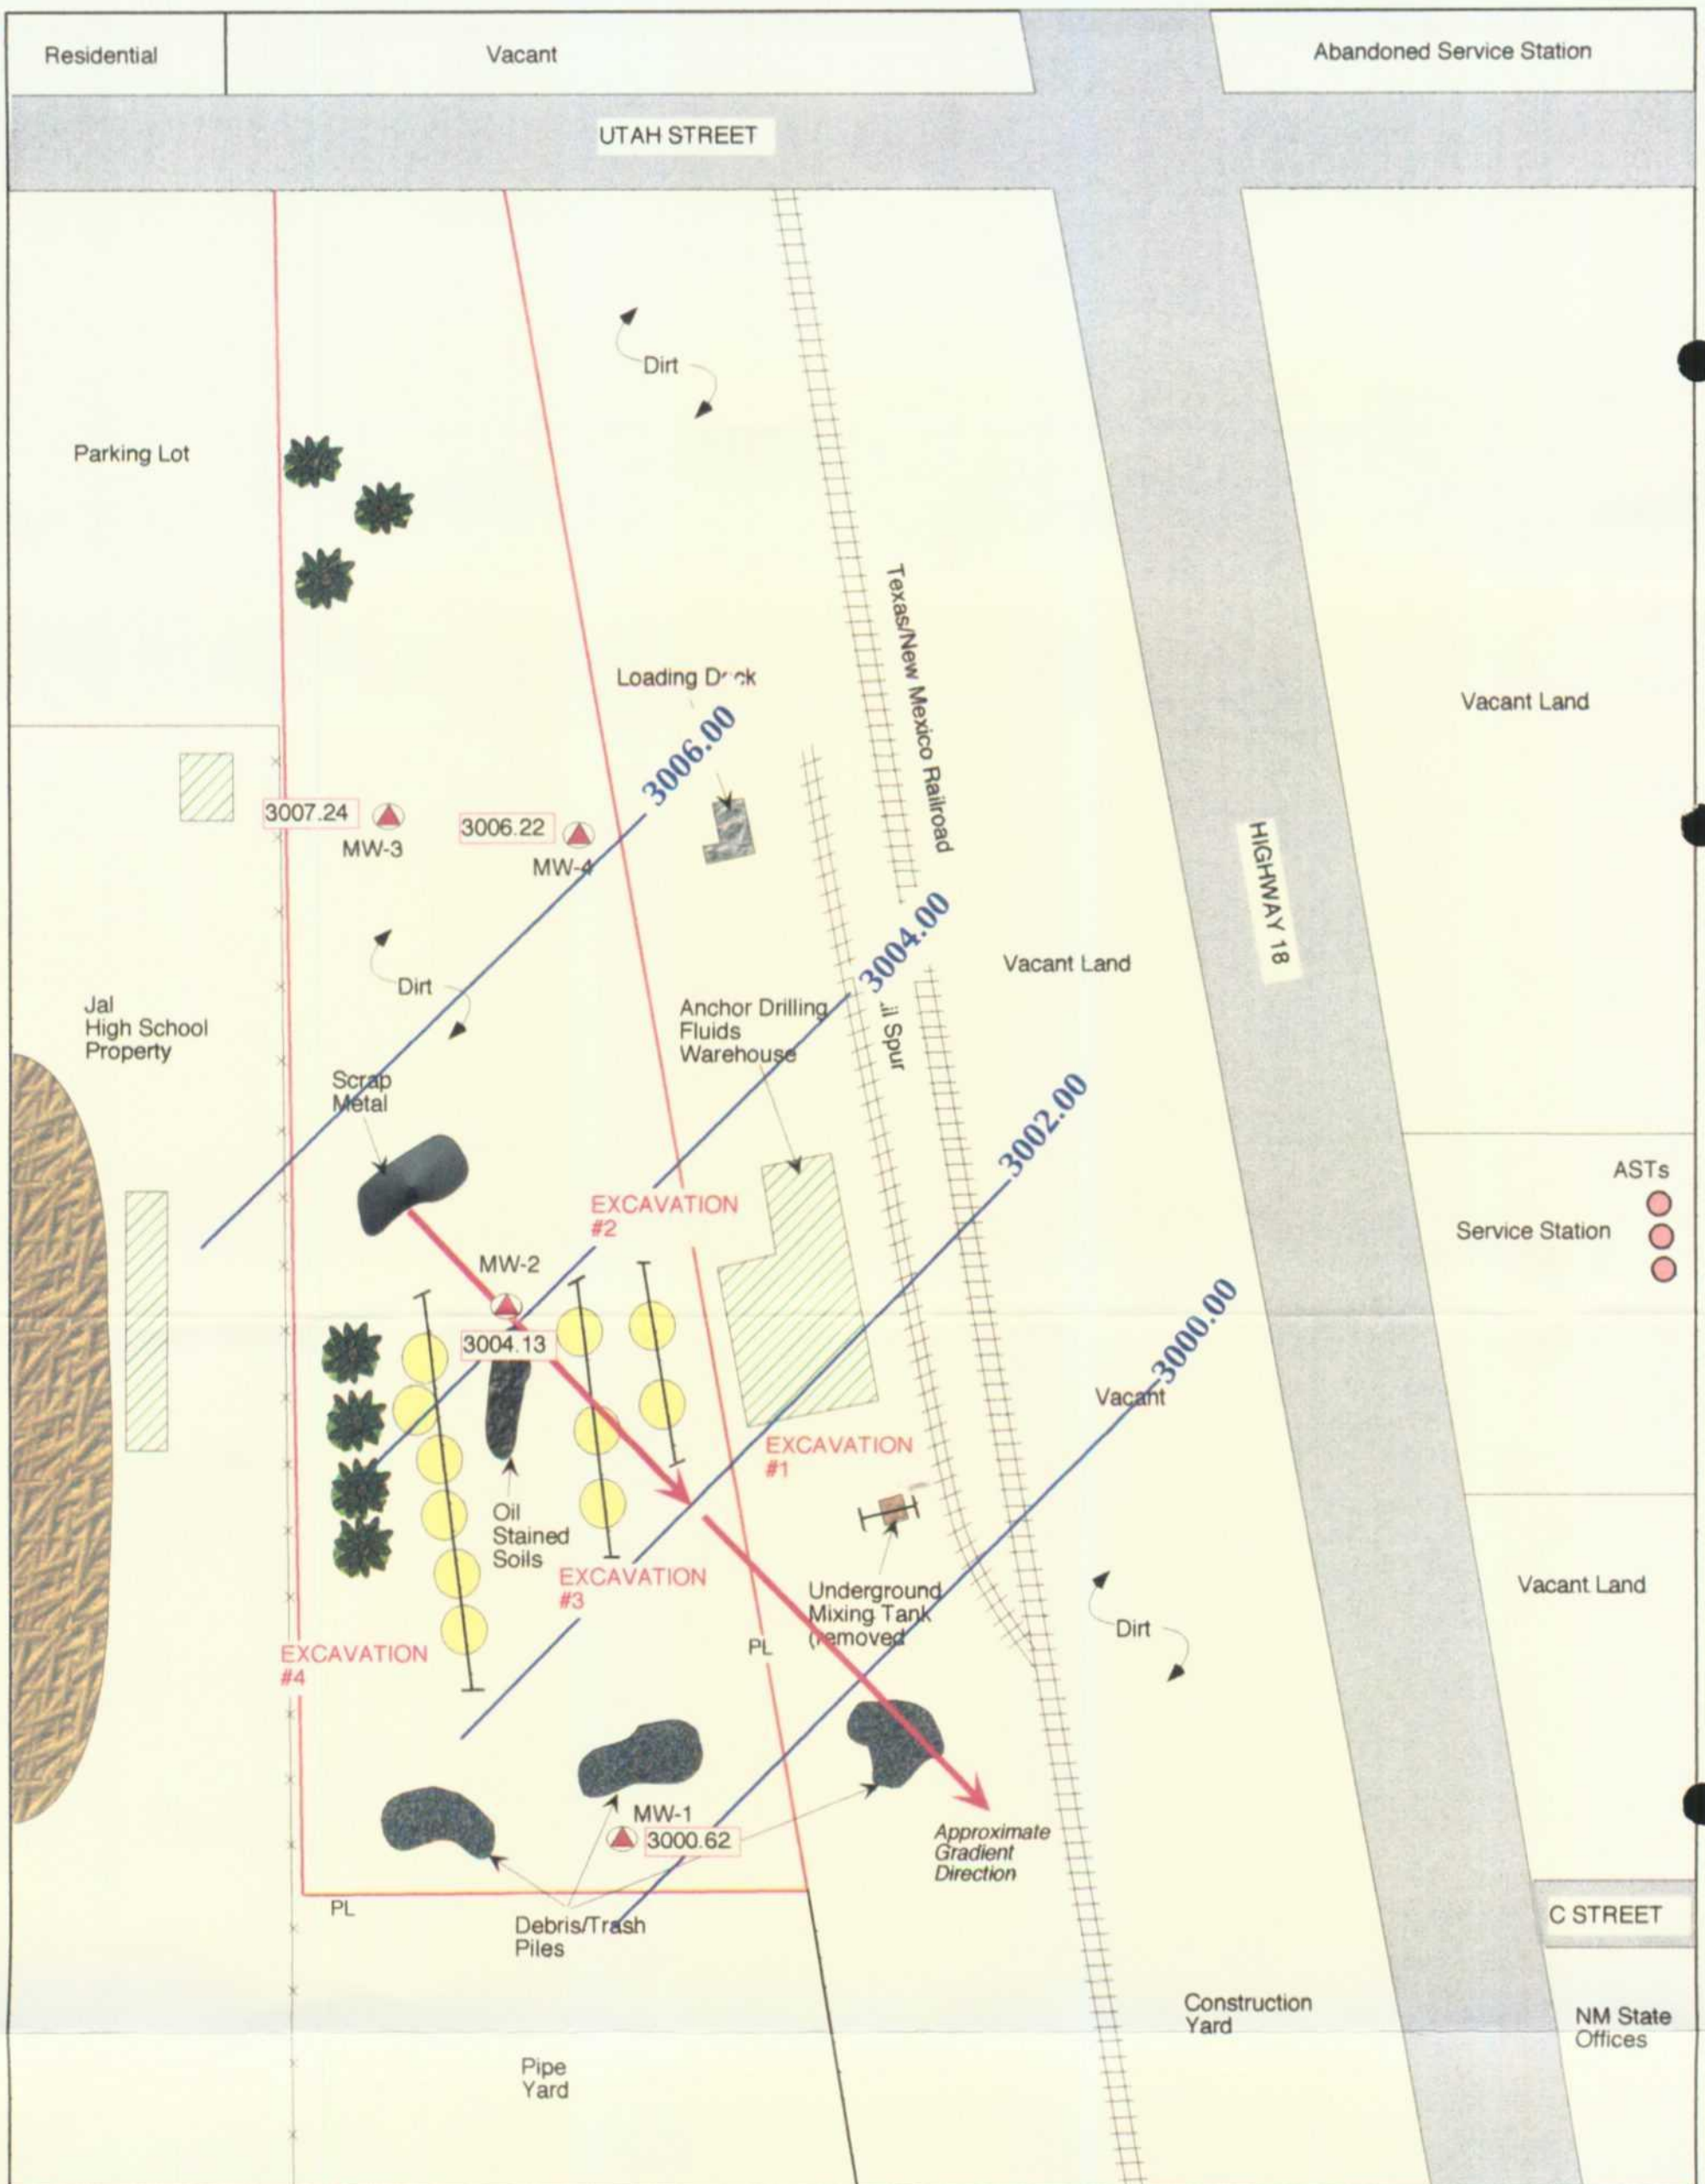 Residential
Vacant
Abandoned Service Station
UTAH STREET
Dirt
Parking Lot
Texas/New Mexico Railroad
Loading
Vacant Land
3006.00
3007.24
MW-3
3006.22
MW-4
HIGHWAY 18
3004.00
Vacant Land
Dirt
Jal
High School
Property
Anchor Drilling
Fluids
Warehouse
Spur
Scrap
Metal
3002.00
ASTs
Service Station
EXCAVATION
#2
MW-2
3004.13
3000.00
Vacant
EXCAVATION
#1
Oil
Stained
Soils
EXCAVATION
#3
Underground
Mixing Tank
(removed
Vacant Land
Dirt
PL
EXCAVATION
#4
MW-1
3000.62
Approximate
Gradient
Direction
PL
Debris/Trash
Piles
C STREET
Construction
Yard
NM State
Offices
Pipe
Yard